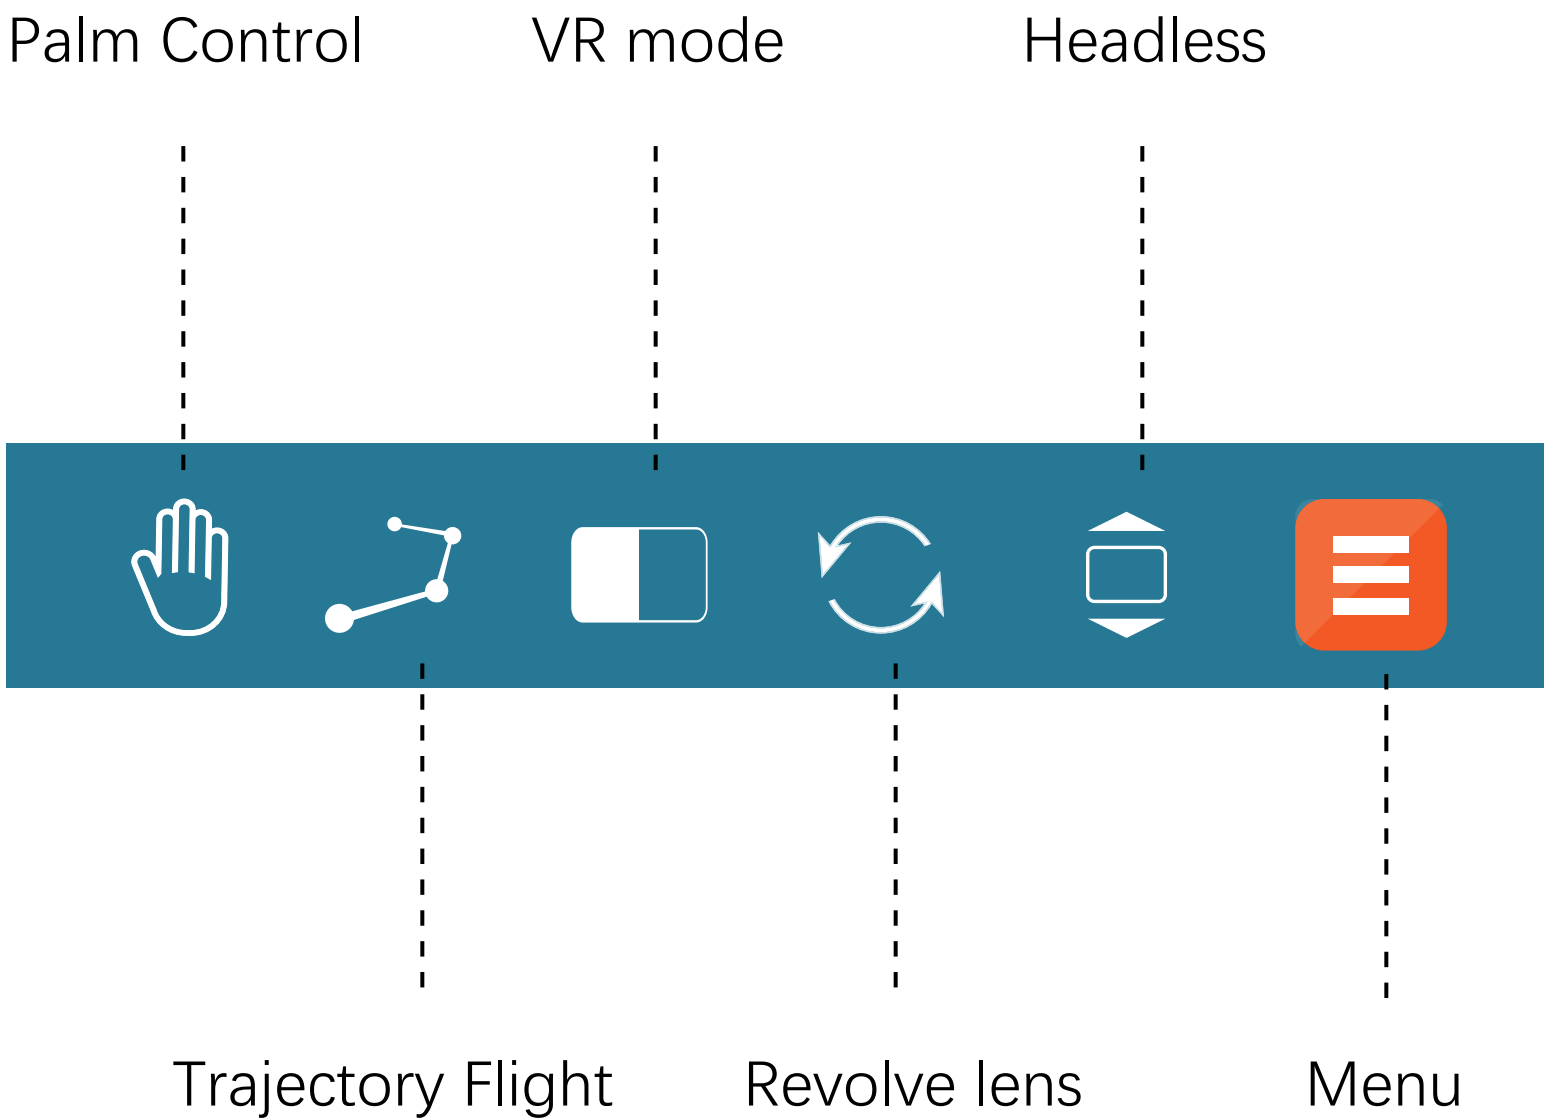 Palm Control
VR mode
Headless
Trajectory Flight
Revolve lens
Menu